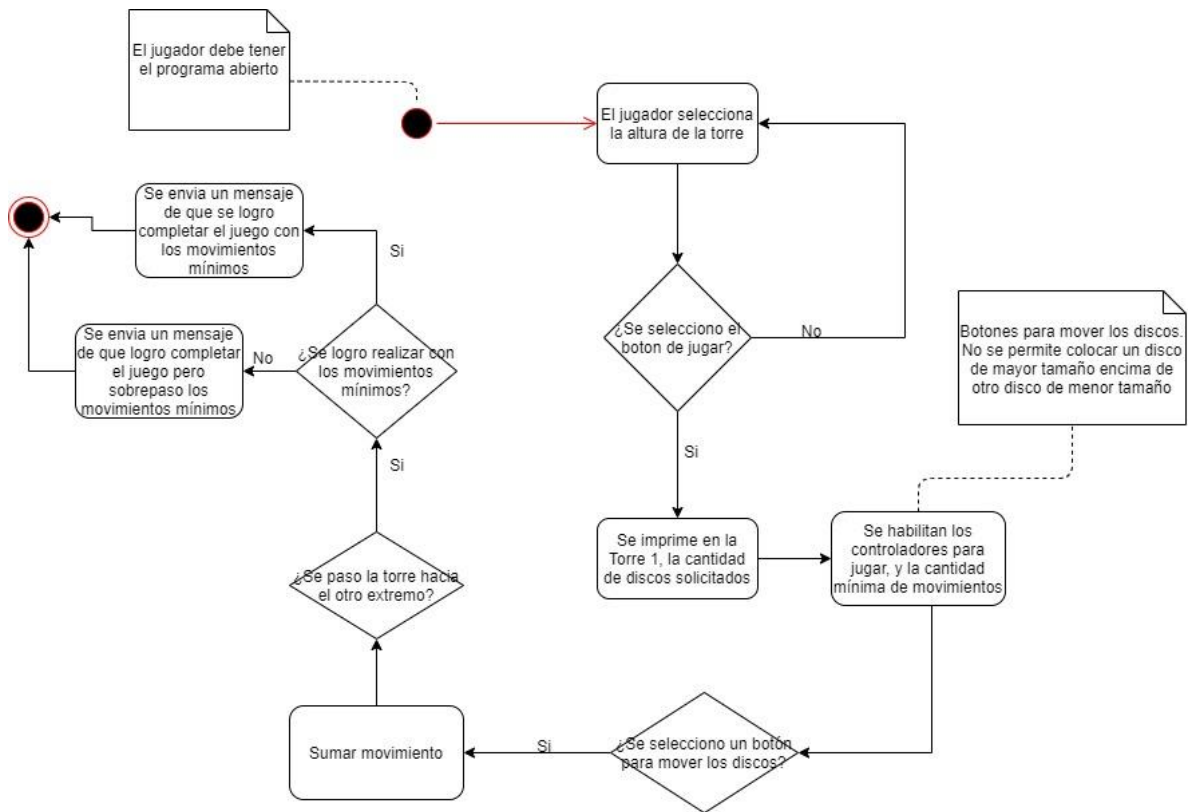 El jugador debe tener
el programa abierto
El jugador selecciona
la altura de la torre
Se envia un mensaje
de que se logro
completar el juego con
los movimientos
mínimos
Si
Se envia un mensaje
de que logro completar
el juego pero
sobrepaso los
movimientos mínimos
No
¿Se logro realizar con
los movimientos
mínimos?
¿Se selecciono el
boton de jugar?
No
Botones para mover los discos.
No se permite colocar un disco
de mayor tamaño encima de
otro disco de menor tamaño
Si
Si
Se imprime en la
Torre 1, la cantidad
de discos solicitados
Se habilitan los
controladores para
jugar, y la cantidad
mínima de movimientos
¿Se paso la torre hacia
el otro extremo?
Sumar movimiento
Si
¿Se selecciono un botón
para mover los discos?